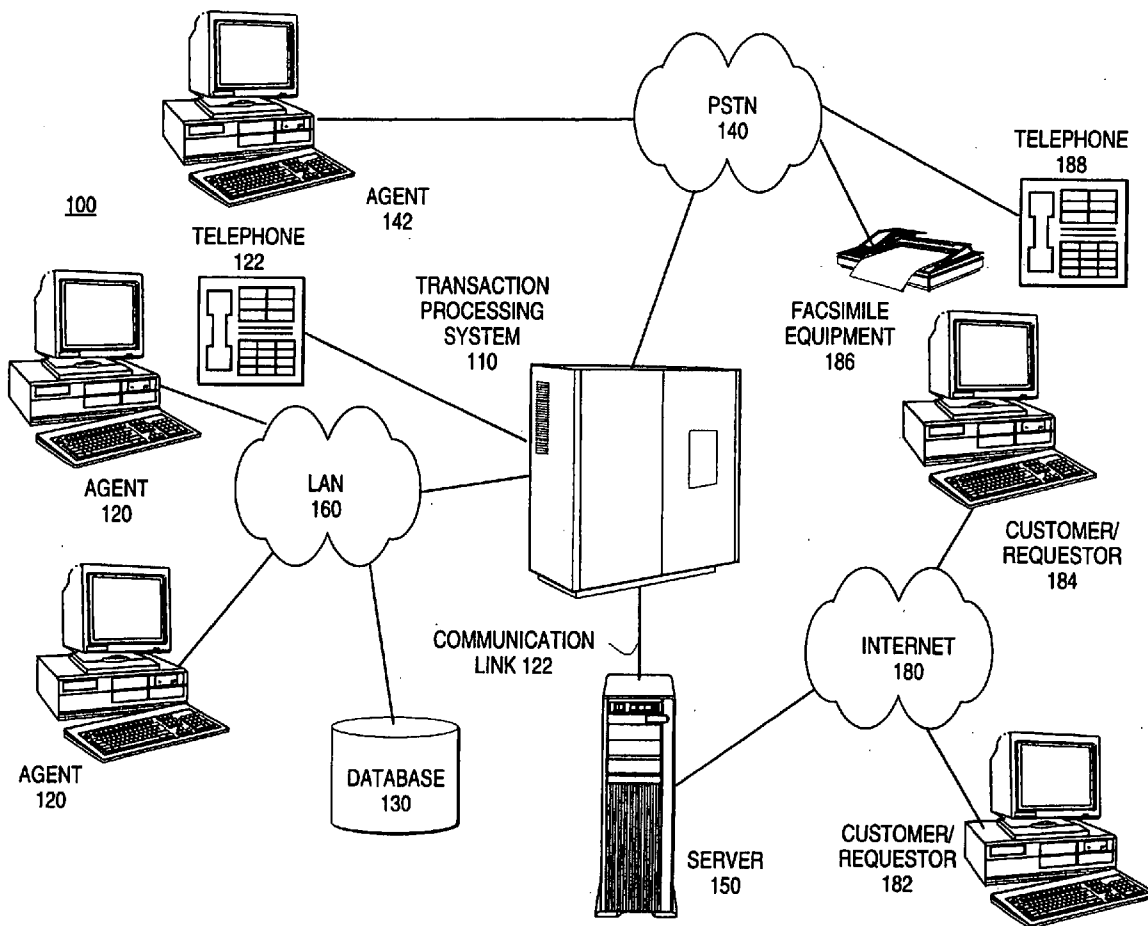 PSTN
140
TELEPHONE
188
AGENT
142
100
TELEPHONE
122
TRANSACTION
PROCESSING
SYSTEM
110
FACSIMILE
EQUIPMENT
186
LAN
160
AGENT
120
CUSTOMER/
REQUESTOR
184
COMMUNICATION
LINK 122
INTERNET
180
AGENT
120
DATABASE
130
SERVER
150
CUSTOMER/
REQUESTOR
182